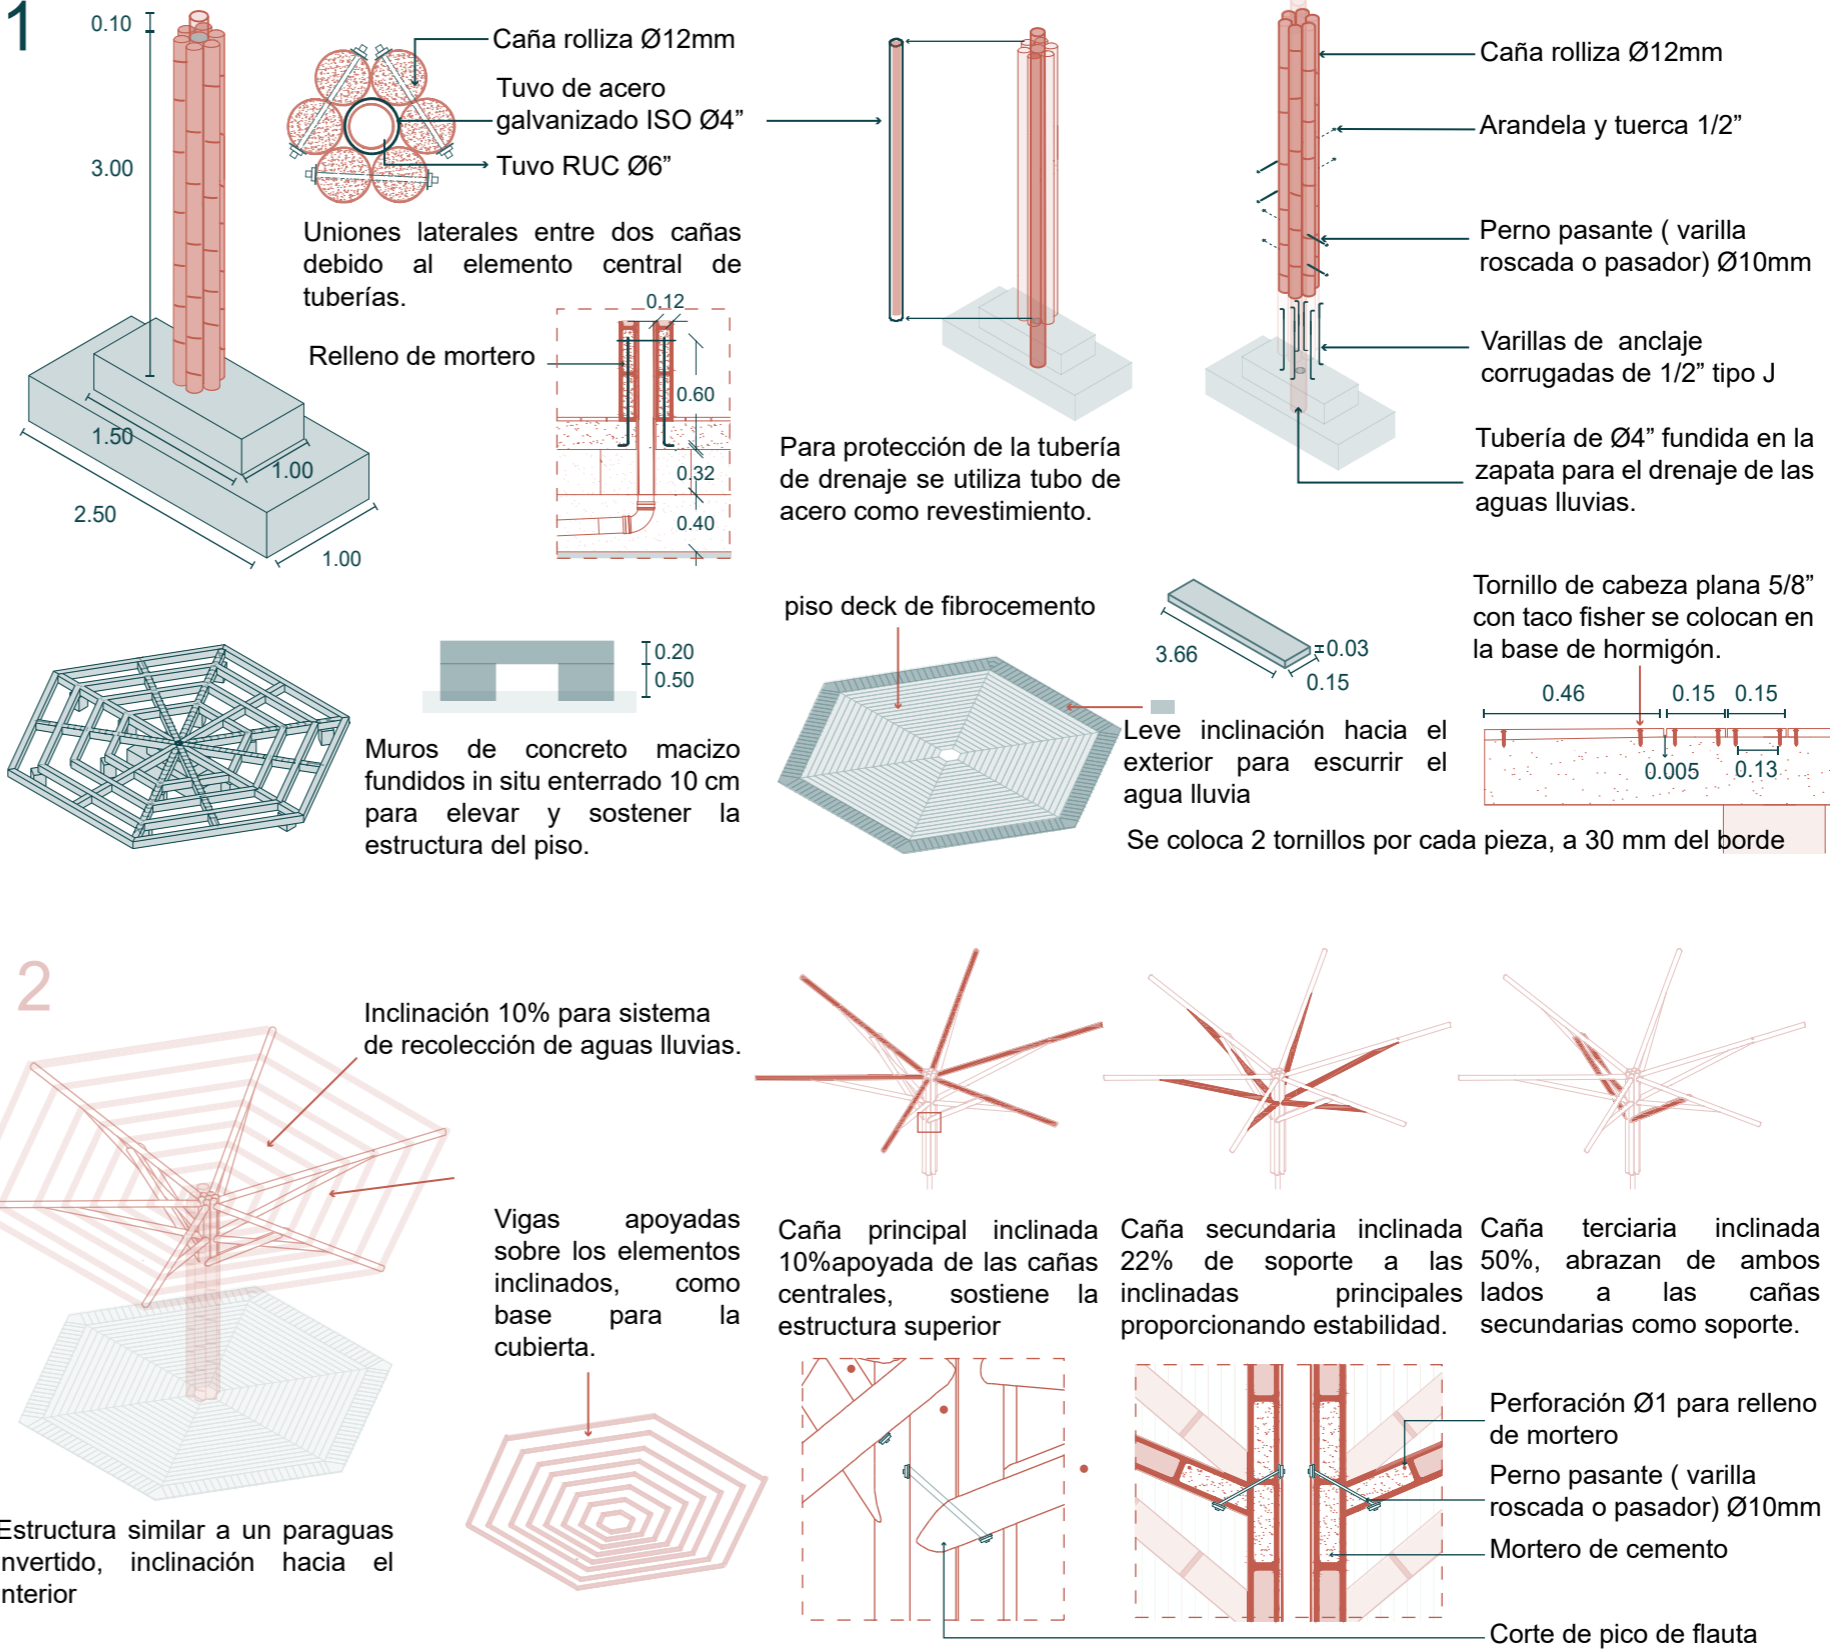 1
0.10
3.00
1.50
1.00
2.50
1.00
Caña rolliza Ø12mm
Tuvo de acero
galvanizado ISO Ø4”
Tuvo RUC Ø6”
Uniones laterales entre dos cañas
debido al elemento central de
tuberías.
Relleno de mortero
0.12
0.60
0.32
0.40
Para protección de la tubería
de drenaje se utiliza tubo de
acero como revestimiento.
Caña rolliza Ø12mm
Arandela y tuerca 1/2”
Perno pasante ( varilla
roscada o pasador) Ø10mm
Varillas de anclaje
corrugadas de 1/2” tipo J
Tubería de Ø4” fundida en la
zapata para el drenaje de las
aguas lluvias.
0.20
0.50
Muros de concreto macizo
fundidos in situ enterrado 10 cm
para elevar y sostener la
estructura del piso.
piso deck de fibrocemento
3.66
0.03
0.15
Leve inclinación hacia el
exterior para escurrir el
agua lluvia
Tornillo de cabeza plana 5/8”
con taco fisher se colocan en
la base de hormigón.
0.46
0.15
0.15
0.005
0.13
Se coloca 2 tornillos por cada pieza, a 30 mm del borde
2
Inclinación 10% para sistema
de recolección de aguas lluvias.
Vigas apoyadas
sobre los elementos
inclinados, como
base para la
cubierta.
Estructura similar a un paraguas
invertido, inclinación hacia el
interior
Caña principal inclinada
10%apoyada de las cañas
centrales, sostiene la
estructura superior
Caña secundaria inclinada
22% de soporte a las
inclinadas principales
proporcionando estabilidad.
Caña terciaria inclinada
50%, abrazan de ambos
lados a las cañas
secundarias como soporte.
Perforación Ø1 para relleno
de mortero
Perno pasante ( varilla
roscada o pasador) Ø10mm
Mortero de cemento
Corte de pico de flauta